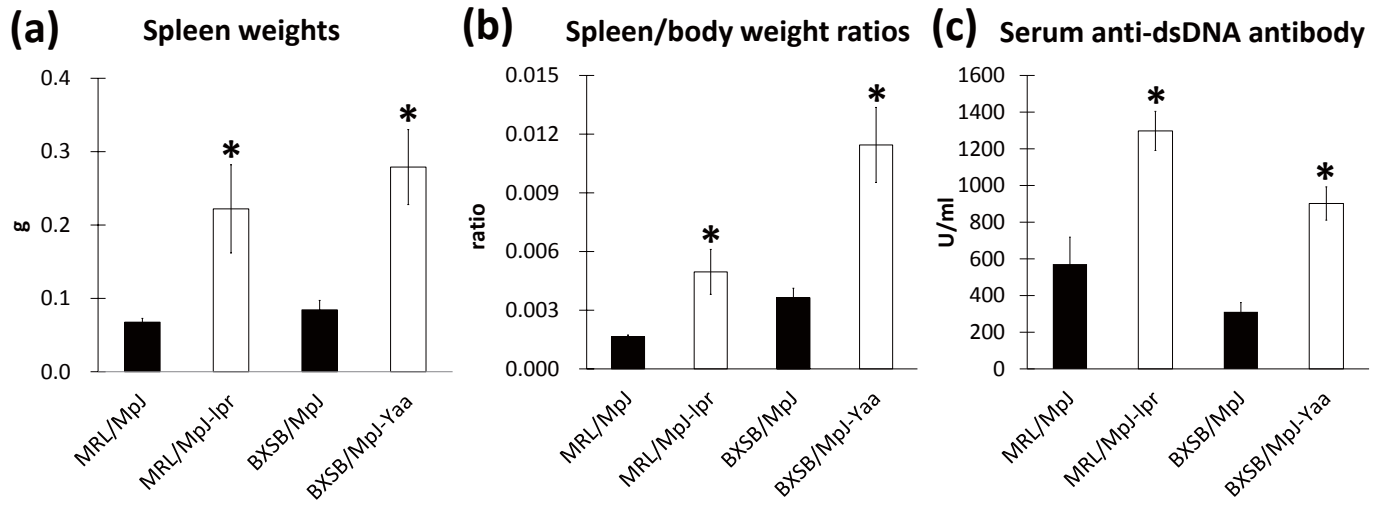 (a) Spleen weights
0.4
0.3
0.2
0.1
0.0
g
*
*
MRL/MpJ
MRL/MpJ-lpr
BXSB/MpJ
BXSB/MpJ-Yaa
(b) Spleen/body weight ratios
0.015
0.012
0.009
0.006
0.003
0.000
ratio
*
*
MRL/MpJ
MRL/MpJ-lpr
BXSB/MpJ
BXSB/MpJ-Yaa
(c) Serum anti-dsDNA antibody
1600
1400
1200
1000
800
600
400
200
0
U/ml
*
*
MRL/MpJ
MRL/MpJ-lpr
BXSB/MpJ
BXSB/MpJ-Yaa